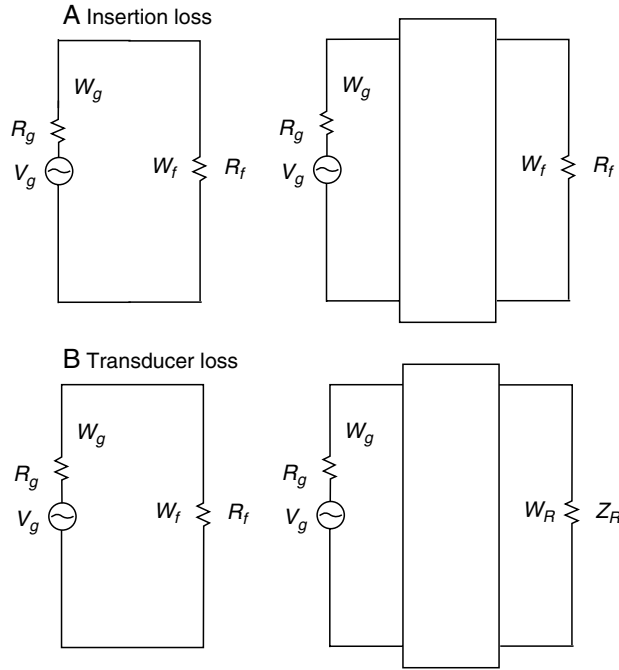 A Insertion loss
W_g
R_g
V_g
W_f R_f
W_g
R_g
V_g
W_f R_f
B Transducer loss
W_g
R_g
V_g
W_f R_f
W_g
R_g
V_g
W_R Z_R